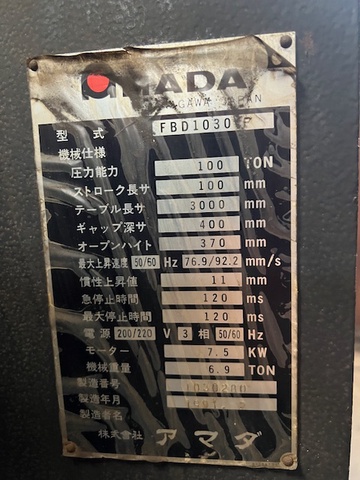 AMADA
JAPAN
型式 FBD1030
機械仕様
圧力能力 100 TON
ストローク長サ 100 mm
テーブル長サ 3000 mm
ギャップ深サ 400 mm
オープンハイト 370 mm
最大上昇速度 50/60 Hz 76.9/92.2 mm/s
慣性上昇値 11 mm
急停止時間 120 ms
最大停止時間 120 ms
電源 200/220 V 3 相 50/60 Hz
モーター 7.5 KW
機械重量 6.9 TON
製造番号
製造年月
製造者名
株式會社 アマダ